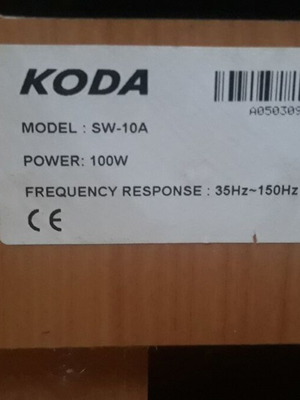 KODA
A050309
MODEL : SW-10A
POWER: 100W
FREQUENCY RESPONSE : 35Hz~150Hz
CE